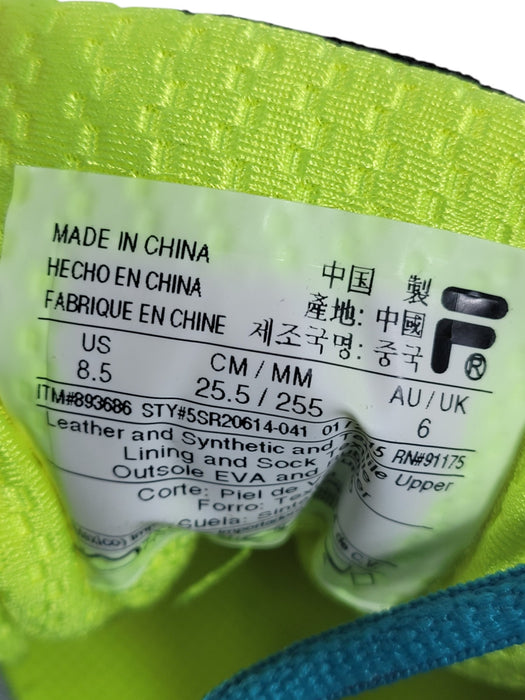 MADE IN CHINA
HECHO EN CHINA
FABRIQUE EN CHINE
中国 製
產地: 中國
제조국명: 중국
F®
US
8.5
CM / MM
25.5 / 255
AU / UK
6
ITM#893686 STY#5SR20614-041 01 RN#91175
Leather and Synthetic and Upper
Lining and Sock
Outsole EVA and
Corte: Piel de
Forro:
Suela: